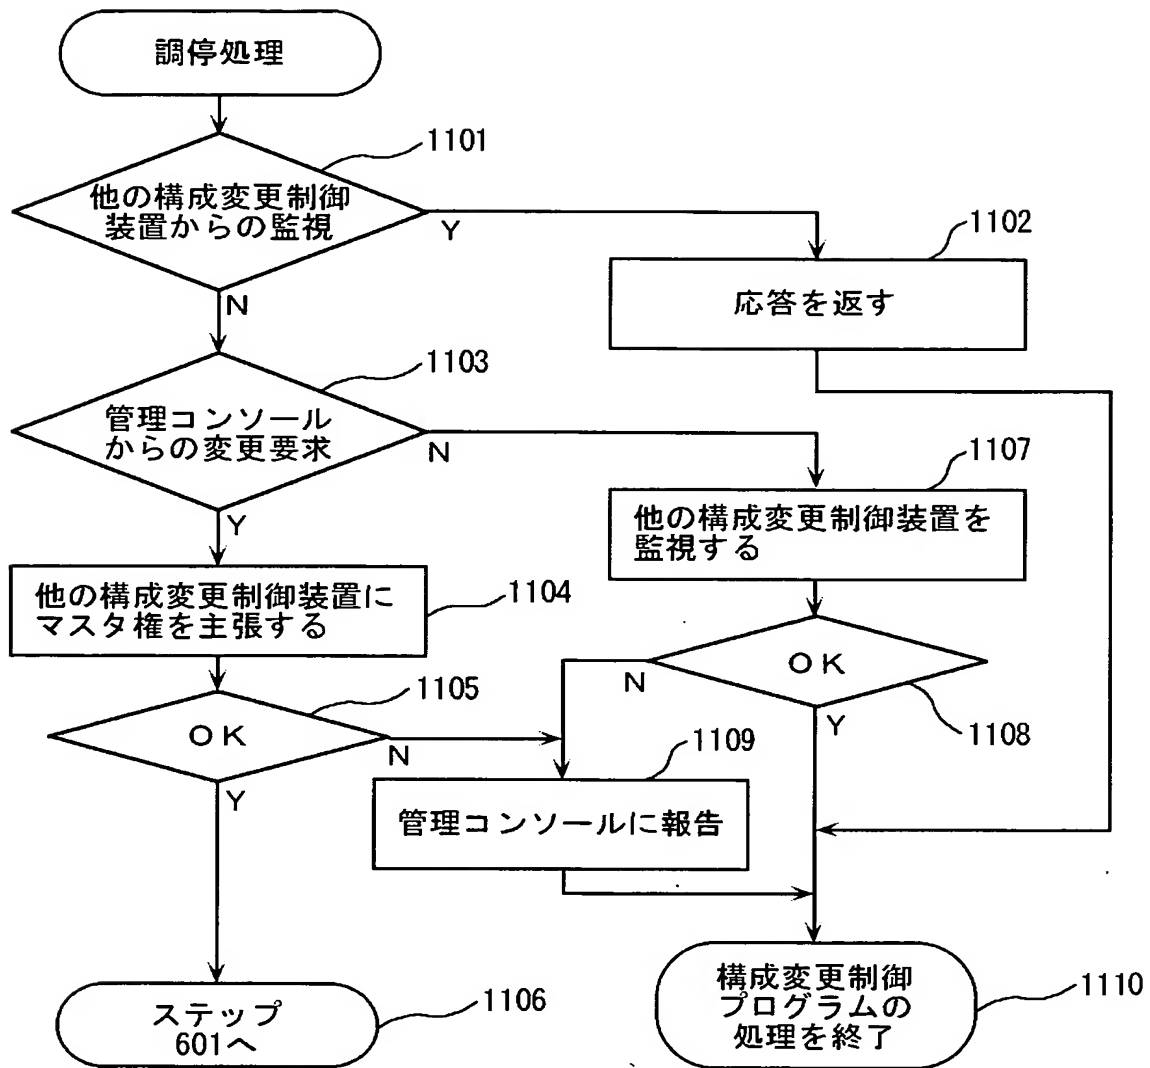 調停処理
1101
他の構成変更制御
装置からの監視
Y
N
1102
応答を返す
1103
管理コンソール
からの変更要求
N
Y
1107
他の構成変更制御装置を
監視する
1104
他の構成変更制御装置に
マスタ権を主張する
OK
N
Y
1108
1105
OK
N
Y
1109
管理コンソールに報告
ステップ
601へ
1106
構成変更制御
プログラムの
処理を終了
1110